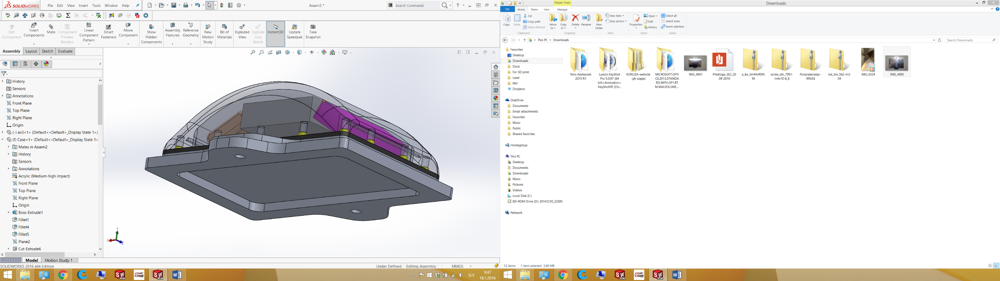 SOLIDWORKS
File Edit View Insert Tools Window Help
Assem2 *
Search Commands
Edit Component
Insert Components
Mate
Component Preview Window
Linear Component Pattern
Smart Fasteners
Move Component
Show Hidden Components
Assembly Features
Reference Geometry
New Motion Study
Bill of Materials
Exploded View
Explode Line Sketch
Instant3D
Update Speedpak
Take Snapshot
Assembly Layout Sketch Evaluate
History
Sensors
Annotations
Front Plane
Top Plane
Right Plane
Origin
(-) ax3<1> (Default<<Default>_Display State 1>)
(f) Case<1> (Default<<Default>_Display State 1>
Mates in Assem2
History
Sensors
Annotations
Acrylic (Medium-high impact)
Front Plane
Top Plane
Right Plane
Origin
Boss-Extrude1
Fillet1
Fillet4
Fillet5
Plane2
Cut-Extrude6
Y
X
Z
Model Motion Study 1
SOLIDWORKS 2016 x64 Edition
Under Defined Editing Assembly MMGS
SLV
9:47
18.1.2016
Picture Tools
Downloads
File Home Share View Manage
Copy
Paste
Cut
Copy path
Paste shortcut
Clipboard
Move to
Copy to
Delete
Rename
Organize
New folder
New item
Easy access
New
Properties
Open
Edit
History
Open
Select all
Select none
Invert selection
Select
This PC Downloads
Search Downloads
Favorites
Desktop
Downloads
Dock
For 3D print
Laser
Mill
Dropbox
OneDrive
Documents
Email attachments
Favorites
Music
Public
Shared favorites
Homegroup
This PC
Desktop
Documents
Downloads
Music
Pictures
Videos
Local Disk (C:)
BD-ROM Drive (D:) 20141210_22505
Network
Vero Alphacam 2015 R1
Luxion KeyShot Pro 5.0.97 (64 bit)+Animation+ KeyShotVR [Chi...
KORUZA-website -gh-pages
MICROSOFT.OFFI CE.2013.STANDA RD.WITH.SP1.RT M.X64.VOLUME....
IMG_4001
Predloga_SE2_20 09-2010
a_6a_3m44nf095 10
screw_din_7991- m4x10-8_8
Povpraševanje - IRNAS
nut_din_562-m3- 04
IMG_6534
IMG_4005
12 items 1 item selected 3,69 MB